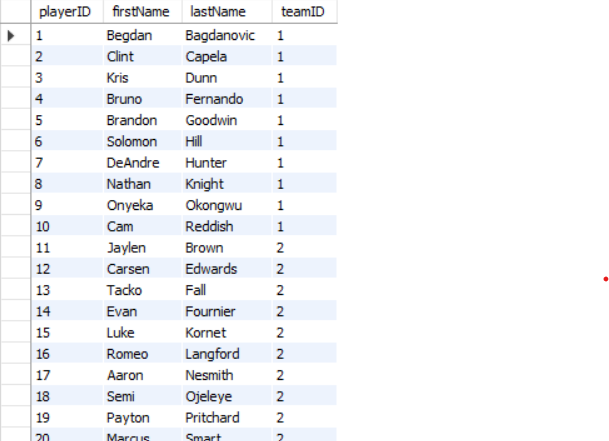 playerID firstName lastName teamID
1 Begdan Bagdanovic 1
2 Clint Capela 1
3 Kris Dunn 1
4 Bruno Fernando 1
5 Brandon Goodwin 1
6 Solomon Hill 1
7 DeAndre Hunter 1
8 Nathan Knight 1
9 Onyeka Okongwu 1
10 Cam Reddish 1
11 Jaylen Brown 2
12 Carsen Edwards 2
13 Tacko Fall 2
14 Evan Fournier 2
15 Luke Kornet 2
16 Romeo Langford 2
17 Aaron Nesmith 2
18 Semi Ojeleye 2
19 Payton Pritchard 2
20 Marcus Smart 2